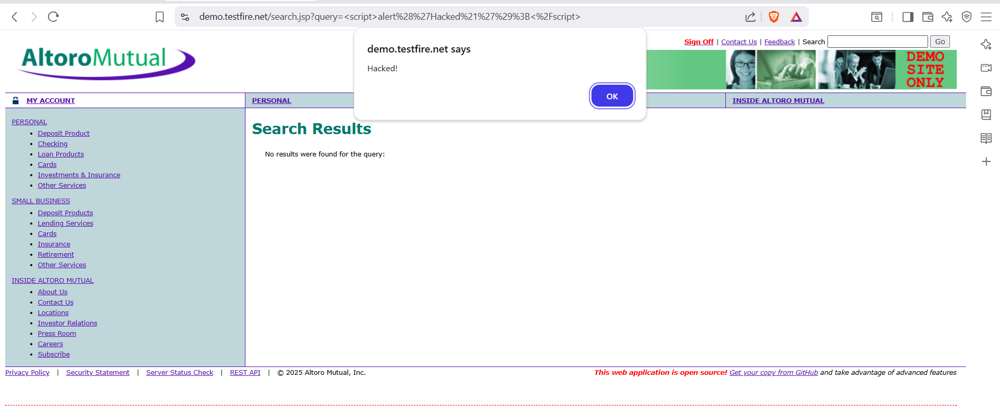 demo.testfire.net/search.jsp?query=<script>alert%28%27Hacked%21%27%29%3B<%2Fscript>
demo.testfire.net says
Hacked!
OK
AltoroMutual
Sign Off | Contact Us | Feedback | Search
Go
DEMO
SITE
ONLY
MY ACCOUNT
PERSONAL
INSIDE ALTORO MUTUAL
PERSONAL
Deposit Product
Checking
Loan Products
Cards
Investments & Insurance
Other Services
SMALL BUSINESS
Deposit Products
Lending Services
Cards
Insurance
Retirement
Other Services
INSIDE ALTORO MUTUAL
About Us
Contact Us
Locations
Investor Relations
Press Room
Careers
Subscribe
Search Results
No results were found for the query:
Privacy Policy | Security Statement | Server Status Check | REST API | © 2025 Altoro Mutual, Inc.
This web application is open source! Get your copy from GitHub and take advantage of advanced features